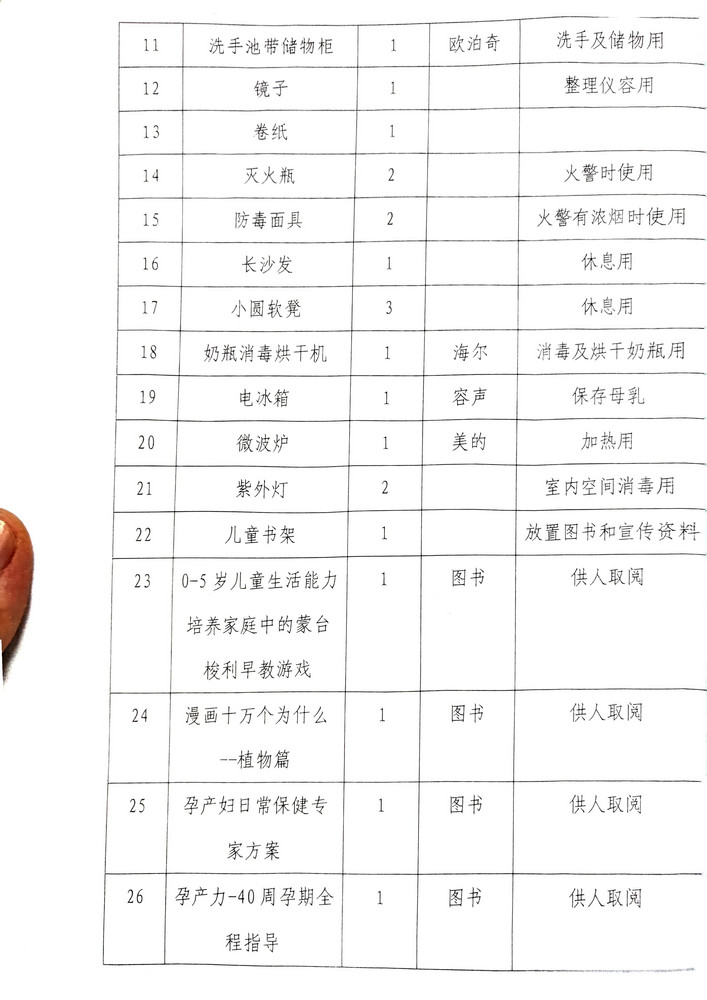 11 洗手池带储物柜 1 欧泊奇 洗手及储物用
12 镜子 1 整理仪容用
13 卷纸 1
14 灭火瓶 2 火警时使用
15 防毒面具 2 火警有浓烟时使用
16 长沙发 1 休息用
17 小圆软凳 3 休息用
18 奶瓶消毒烘干机 1 海尔 消毒及烘干奶瓶用
19 电冰箱 1 容声 保存母乳
20 微波炉 1 美的 加热用
21 紫外灯 2 室内空间消毒用
22 儿童书架 1 放置图书和宣传资料
23 0-5岁儿童生活能力 1 图书 供人取阅
培养家庭中的蒙台
梭利早教游戏
24 漫画十万个为什么 1 图书 供人取阅
--植物篇
25 孕产妇日常保健专 1 图书 供人取阅
家方案
26 孕产力-40周孕期全 1 图书 供人取阅
程指导